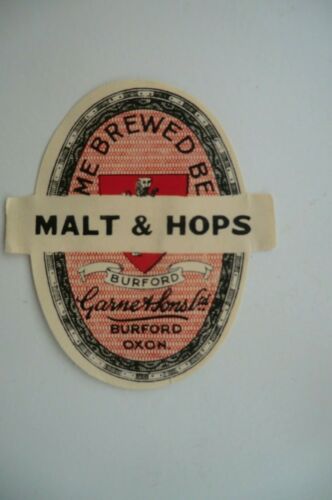 ME BREWED BE
MALT & HOPS
BURFORD
Garne & Sons Ltd
BURFORD
OXON.